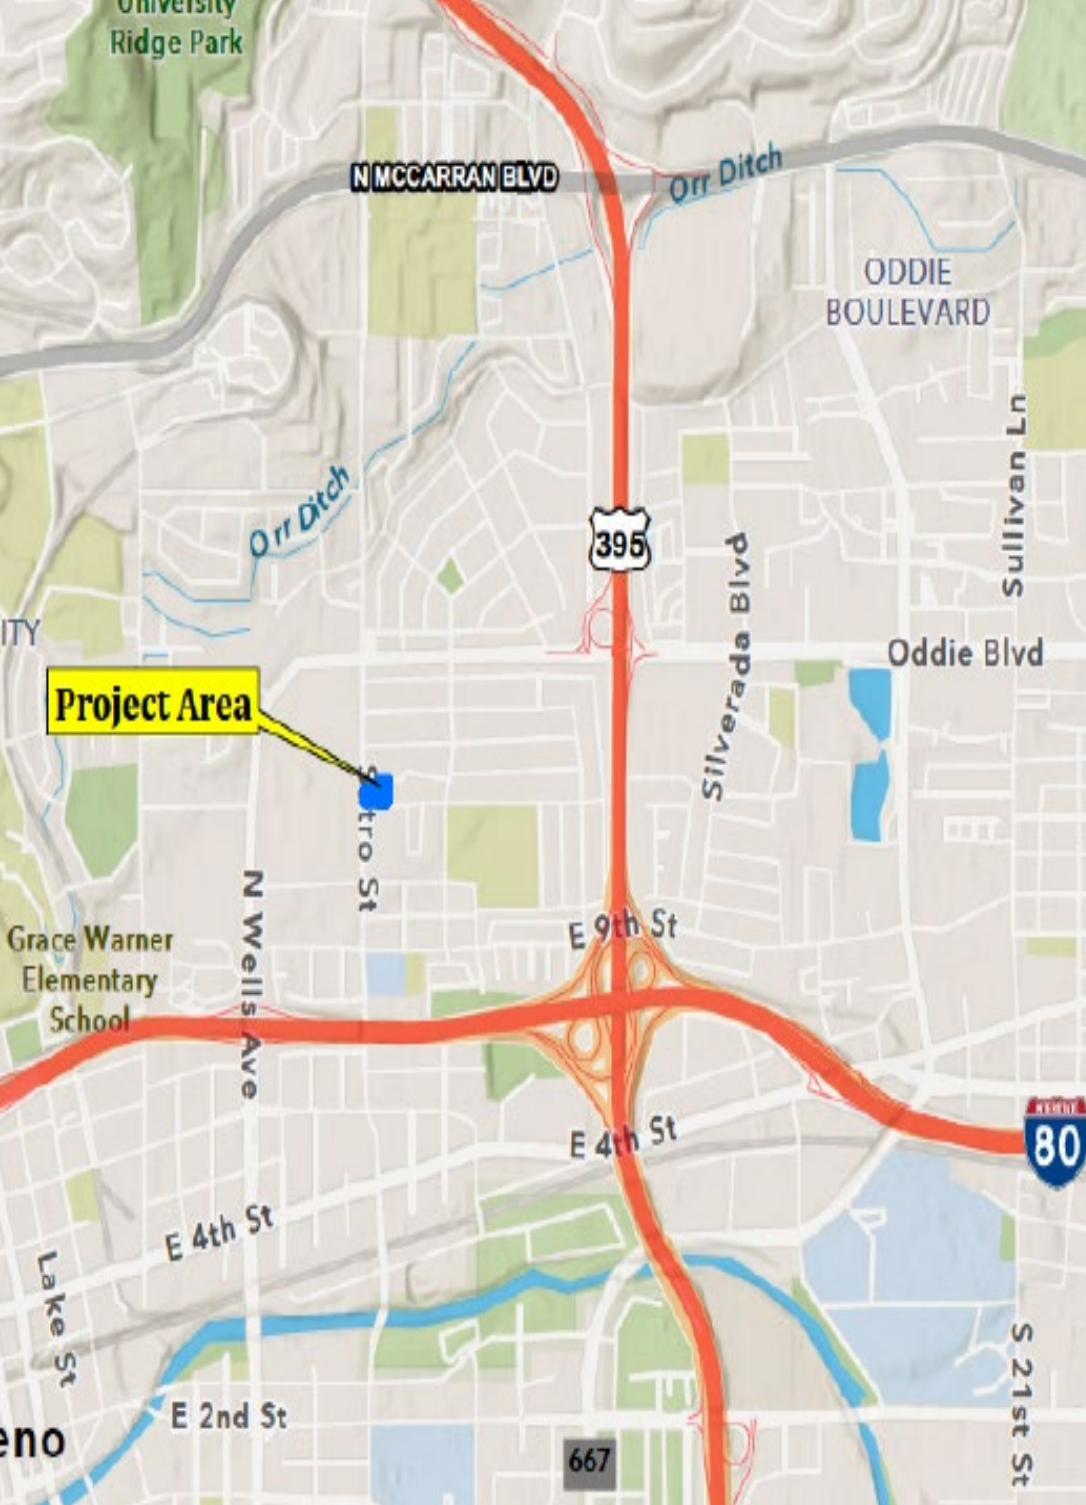 University
Ridge Park
N MCCARRAN BLVD
Orr Ditch
ODDIE
BOULEVARD
Sullivan Ln
Orr Ditch
395
Silverada Blvd
ITY
Oddie Blvd
Project Area
tro St
N Wells Ave
E 9th St
Grace Warner
Elementary
School
E 4th St
80
E 4th St
Lake St
S 21st St
E 2nd St
eno
667